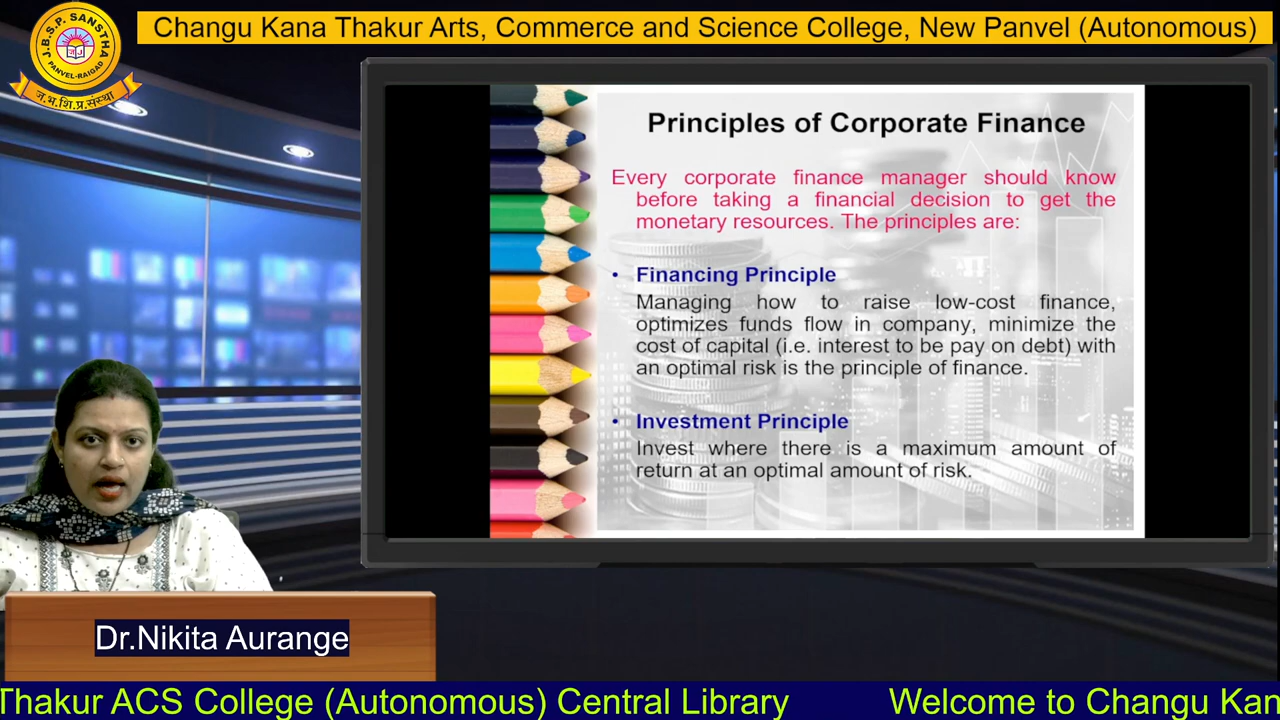 Changu Kana Thakur Arts, Commerce and Science College, New Panvel (Autonomous)
J.B.S.P. SANSTHA
PANVEL-RAIGAD
ज.भ.शि.प्र.संस्था
Principles of Corporate Finance
Every corporate finance manager should know
before taking a financial decision to get the
monetary resources. The principles are:
• Financing Principle
Managing how to raise low-cost finance,
optimizes funds flow in company, minimize the
cost of capital (i.e. interest to be pay on debt) with
an optimal risk is the principle of finance.
• Investment Principle
Invest where there is a maximum amount of
return at an optimal amount of risk.
Dr.Nikita Aurange
Thakur ACS College (Autonomous) Central Library Welcome to Changu Kan